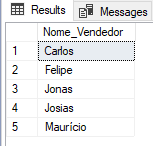 Results Messages
Nome_Vendedor
1 Carlos
2 Felipe
3 Jonas
4 Josias
5 Maurício